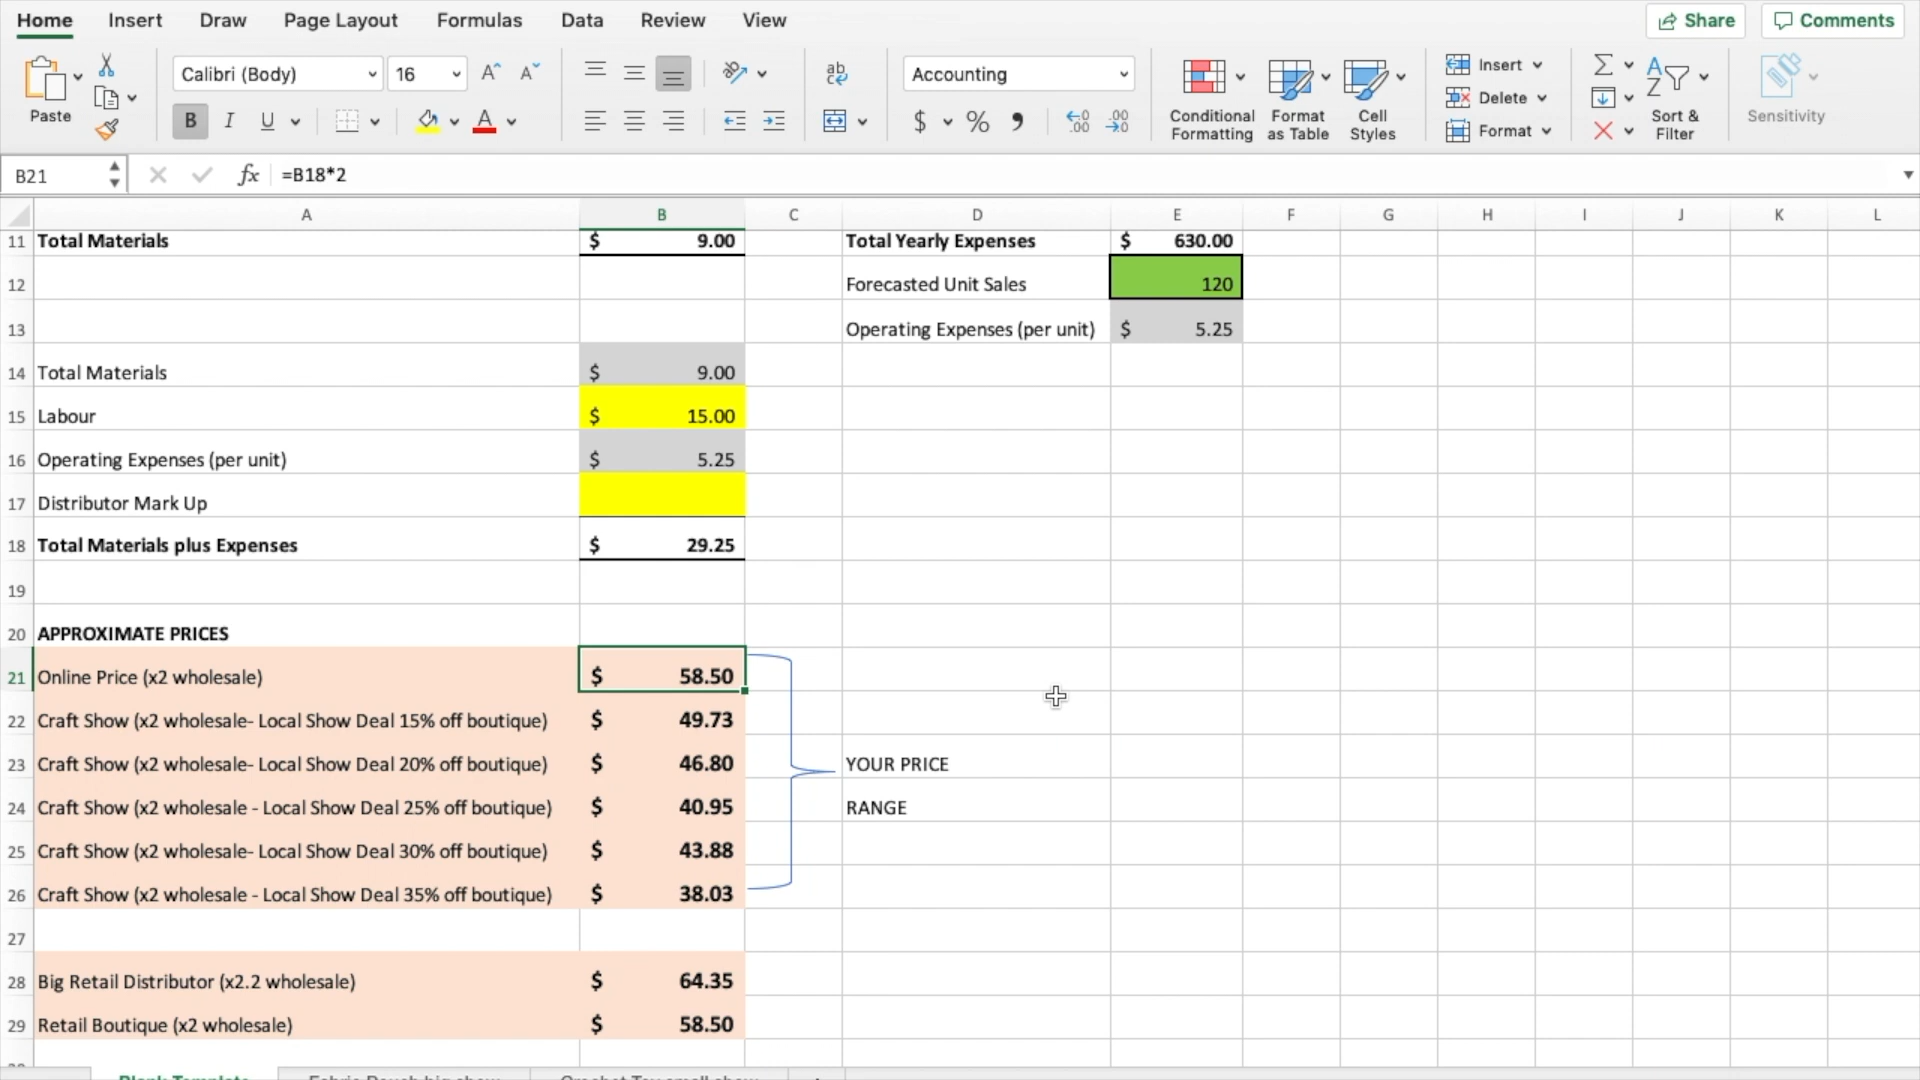 Home Insert Draw Page Layout Formulas Data Review View Share Comments
Calibri (Body) 16 A^ Aˇ ab Accounting Insert
Paste Conditional Formatting Format as Table Cell Styles Delete Sort & Filter Sensitivity
B I U A $ % Format
B21 fx =B18*2
A B C D E F G H I J K L
11 Total Materials $ 9.00 Total Yearly Expenses $ 630.00
12 Forecasted Unit Sales 120
13 Operating Expenses (per unit) $ 5.25
14 Total Materials $ 9.00
15 Labour $ 15.00
16 Operating Expenses (per unit) $ 5.25
17 Distributor Mark Up
18 Total Materials plus Expenses $ 29.25
19
20 APPROXIMATE PRICES
21 Online Price (x2 wholesale) $ 58.50
22 Craft Show (x2 wholesale- Local Show Deal 15% off boutique) $ 49.73
23 Craft Show (x2 wholesale- Local Show Deal 20% off boutique) $ 46.80 YOUR PRICE
24 Craft Show (x2 wholesale - Local Show Deal 25% off boutique) $ 40.95 RANGE
25 Craft Show (x2 wholesale- Local Show Deal 30% off boutique) $ 43.88
26 Craft Show (x2 wholesale - Local Show Deal 35% off boutique) $ 38.03
27
28 Big Retail Distributor (x2.2 wholesale) $ 64.35
29 Retail Boutique (x2 wholesale) $ 58.50
Blank Template